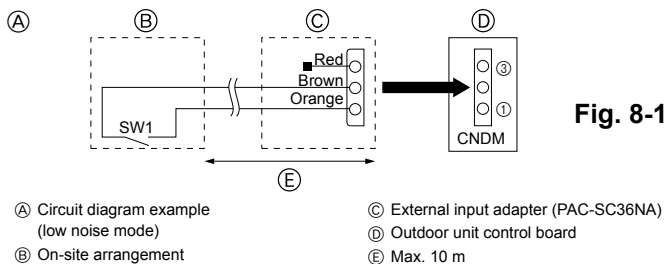 Ⓐ Ⓑ Ⓒ Ⓓ
Red
Brown
Orange
SW1
③
①
CNDM
Fig. 8-1
Ⓔ
Ⓐ Circuit diagram example
(low noise mode)
Ⓑ On-site arrangement
Ⓒ External input adapter (PAC-SC36NA)
Ⓓ Outdoor unit control board
Ⓔ Max. 10 m